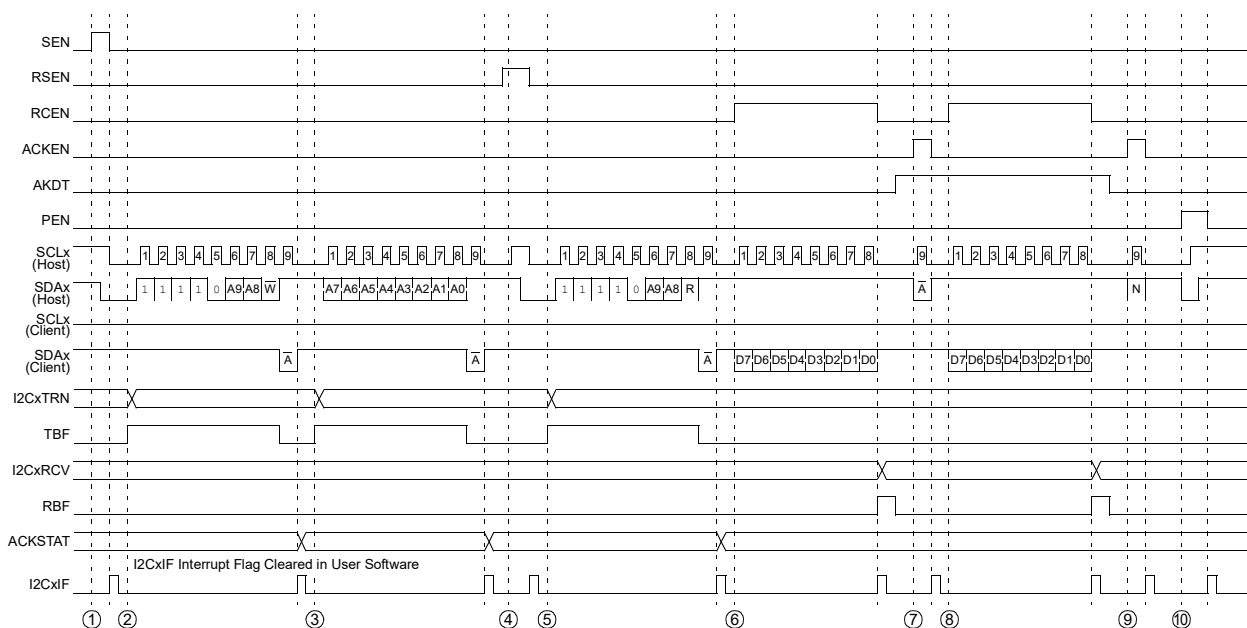 SEN
RSEN
RCEN
ACKEN
AKDT
PEN
SCLx
(Host)
1 2 3 4 5 6 7 8 9 1 2 3 4 5 6 7 8 9 1 2 3 4 5 6 7 8 9 1 2 3 4 5 6 7 8 9 1 2 3 4 5 6 7 8 9
SDAx
(Host)
1 1 1 1 0 A9 A8 W̅ A7 A6 A5 A4 A3 A2 A1 A0 1 1 1 1 0 A9 A8 R A̅ N
SCLx
(Client)
SDAx
(Client)
A̅ A̅ A̅ D7 D6 D5 D4 D3 D2 D1 D0 D7 D6 D5 D4 D3 D2 D1 D0
I2CxTRN
TBF
I2CxRCV
RBF
ACKSTAT
I2CxIF Interrupt Flag Cleared in User Software
I2CxIF
① ② ③ ④ ⑤ ⑥ ⑦ ⑧ ⑨ ⑩